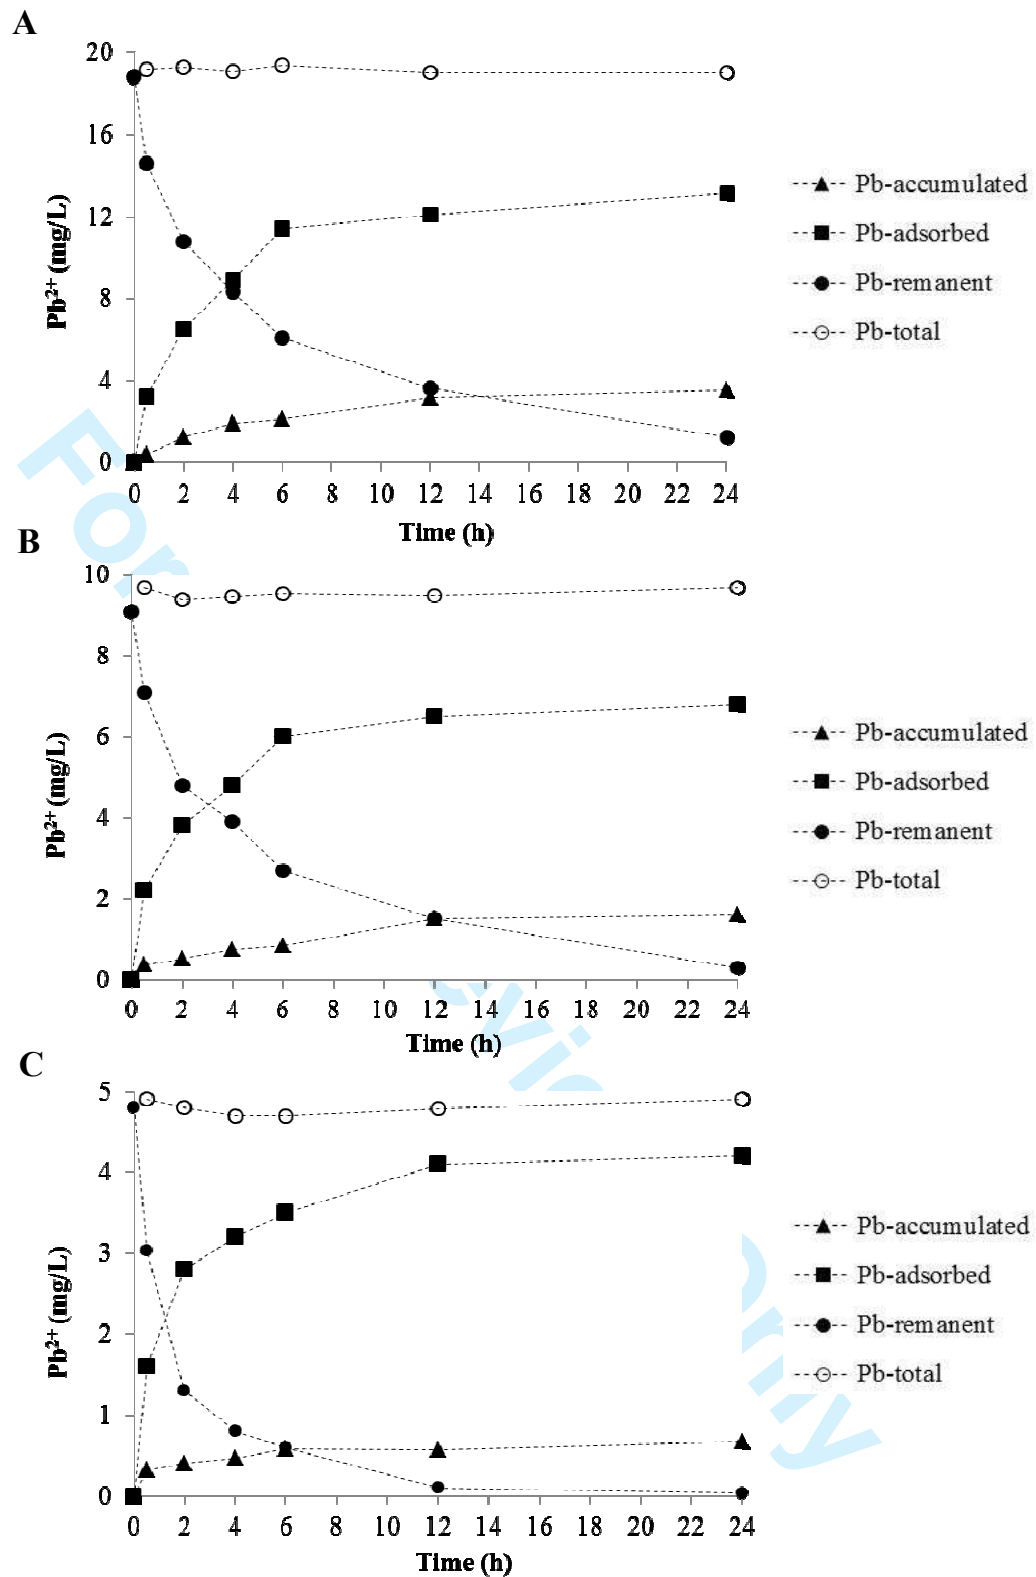 A
20
16
12
8
4
0
Pb2+ (mg/L)
0 2 4 6 8 10 12 14 16 18 20 22 24
Time (h)
Pb-accumulated
Pb-adsorbed
Pb-remanent
Pb-total
For
B
10
8
6
4
2
0
Pb2+ (mg/L)
0 2 4 6 8 10 12 14 16 18 20 22 24
Time (h)
Pb-accumulated
Pb-adsorbed
Pb-remanent
Pb-total
C
5
4
3
2
1
0
Pb2+ (mg/L)
0 2 4 6 8 10 12 14 16 18 20 22 24
Time (h)
Pb-accumulated
Pb-adsorbed
Pb-remanent
Pb-total